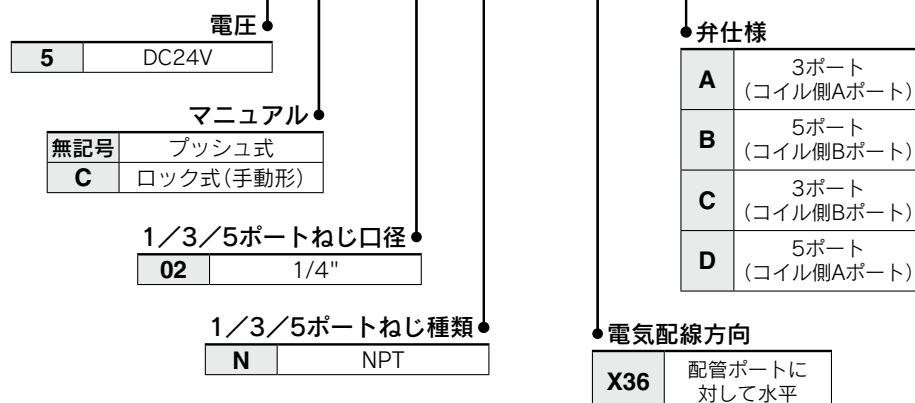 電圧
5 DC24V
マニュアル
無記号 プッシュ式
C ロック式(手動形)
1／3／5ポートねじ口径
02 1/4"
1／3／5ポートねじ種類
N NPT
弁仕様
A 3ポート
(コイル側Aポート)
B 5ポート
(コイル側Bポート)
C 3ポート
(コイル側Bポート)
D 5ポート
(コイル側Aポート)
電気配線方向
X36 配管ポートに
対して水平